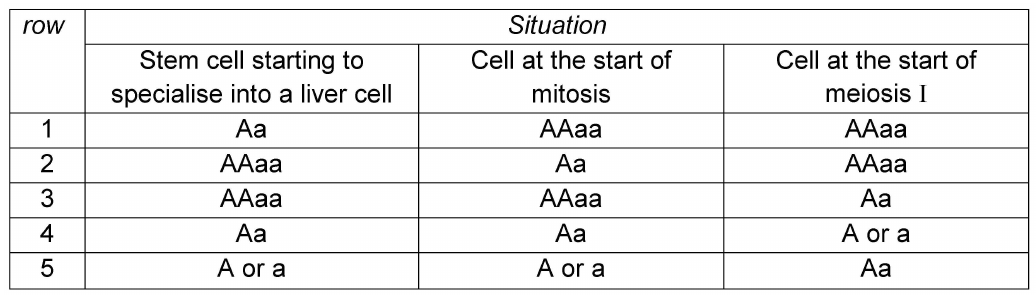 row Situation
Stem cell starting to specialise into a liver cell Cell at the start of mitosis Cell at the start of meiosis I
1 Aa AAaa AAaa
2 AAaa Aa AAaa
3 AAaa AAaa Aa
4 Aa Aa A or a
5 A or a A or a Aa